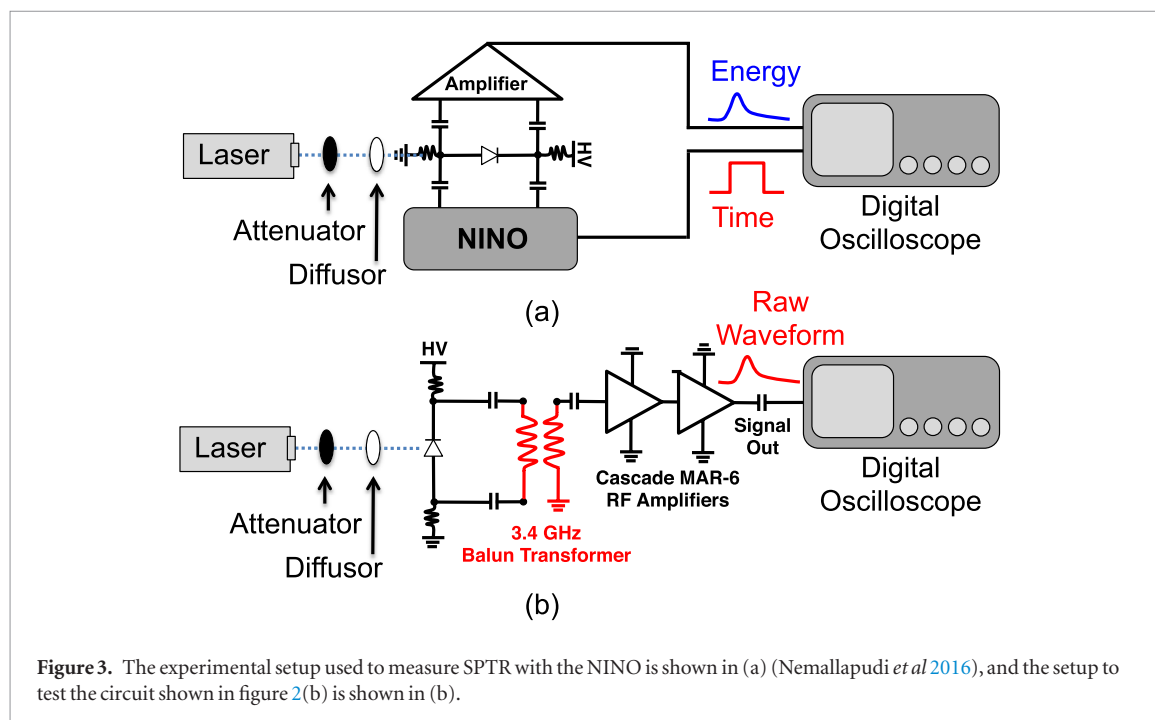 Amplifier
Energy
Laser
HV
Attenuator
Diffusor
NINO
Time
Digital
Oscilloscope
(a)
Raw
Waveform
HV
Laser
Attenuator
Diffusor
3.4 GHz
Balun Transformer
Cascade MAR-6
RF Amplifiers
Signal
Out
Digital
Oscilloscope
(b)
Figure 3. The experimental setup used to measure SPTR with the NINO is shown in (a) (Nemallapudi et al 2016), and the setup to
test the circuit shown in figure 2(b) is shown in (b).